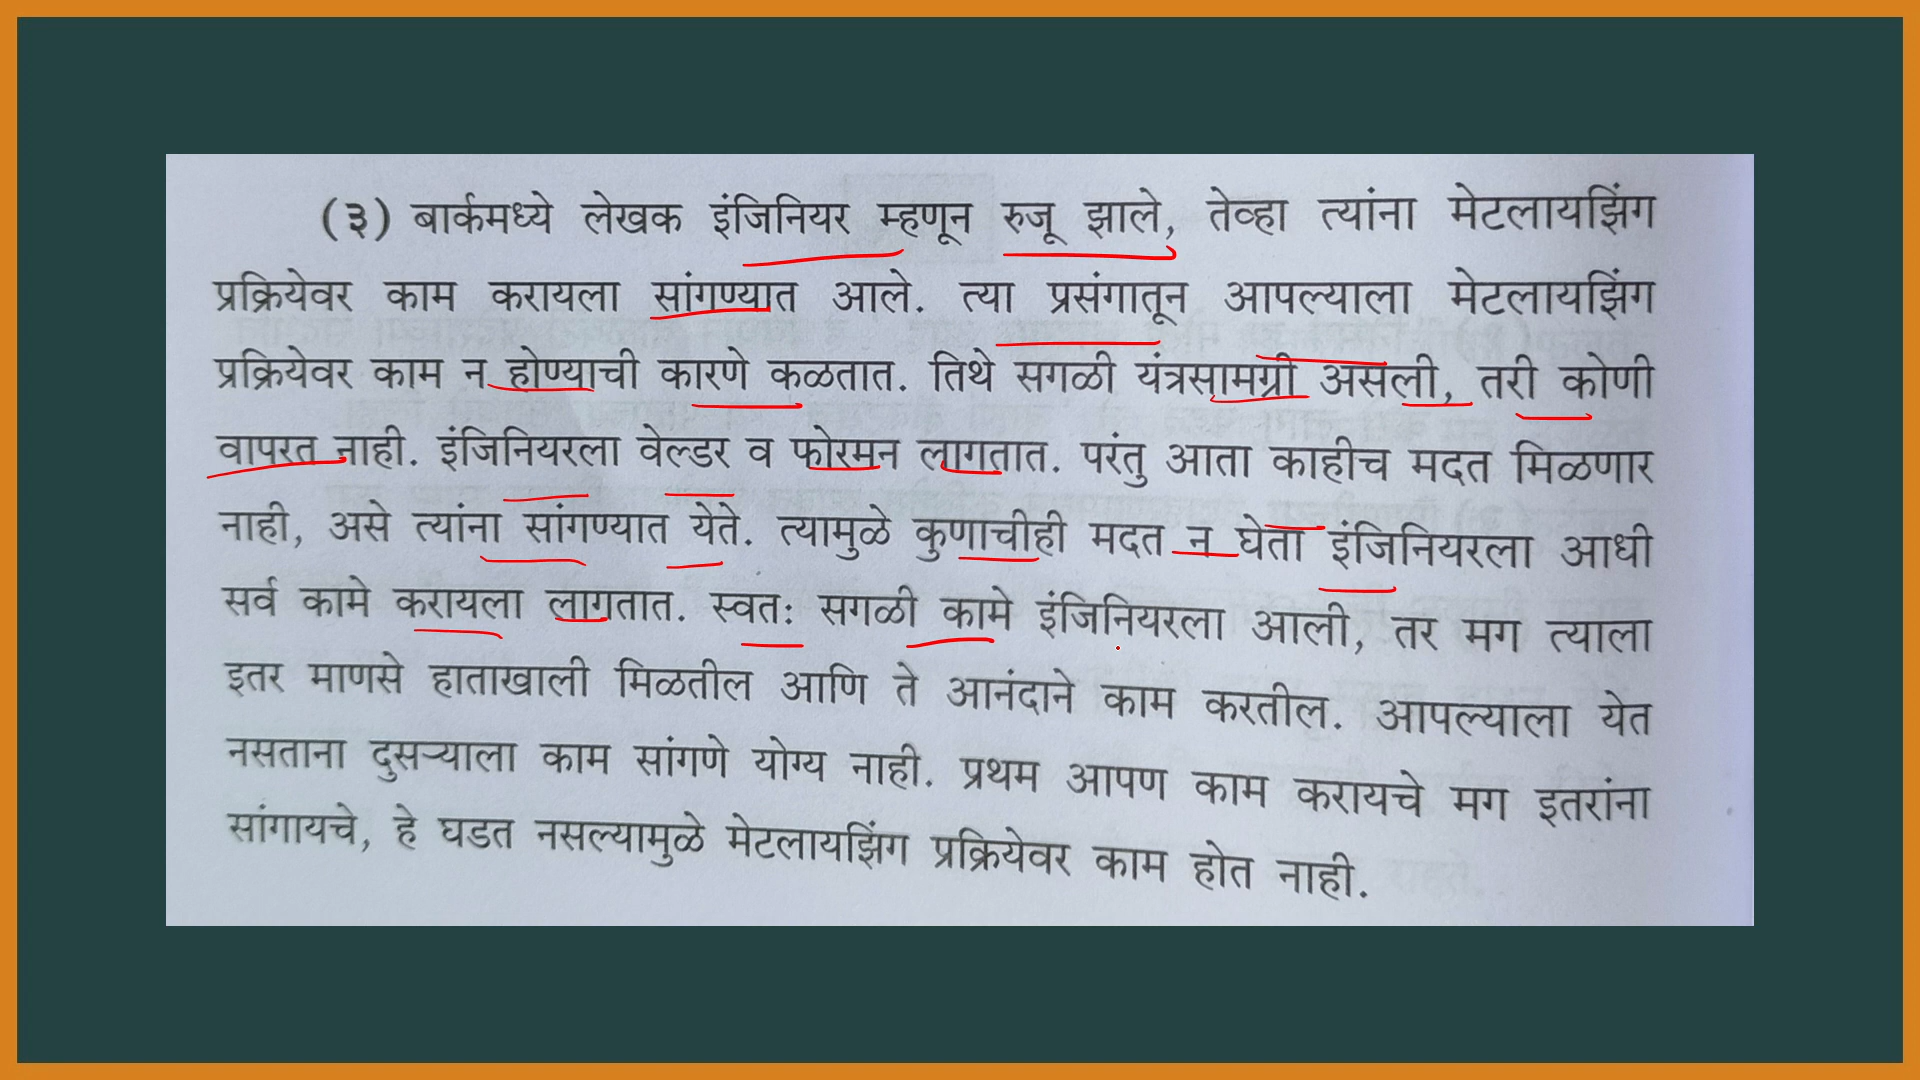 (३) बार्कमध्ये लेखक इंजिनियर म्हणून रुजू झाले, तेव्हा त्यांना मेटलायझिंग
प्रक्रियेवर काम करायला सांगण्यात आले. त्या प्रसंगातून आपल्याला मेटलायझिंग
प्रक्रियेवर काम न होण्याची कारणे कळतात. तिथे सगळी यंत्रसामग्री असली, तरी कोणी
वापरत नाही. इंजिनियरला वेल्डर व फोरमन लागतात. परंतु आता काहीच मदत मिळणार
नाही, असे त्यांना सांगण्यात येते. त्यामुळे कुणाचीही मदत न घेता इंजिनियरला आधी
सर्व कामे करायला लागतात. स्वतः सगळी कामे इंजिनियरला आली, तर मग त्याला
इतर माणसे हाताखाली मिळतील आणि ते आनंदाने काम करतील. आपल्याला येत
नसताना दुसऱ्याला काम सांगणे योग्य नाही. प्रथम आपण काम करायचे मग इतरांना
सांगायचे, हे घडत नसल्यामुळे मेटलायझिंग प्रक्रियेवर काम होत नाही.